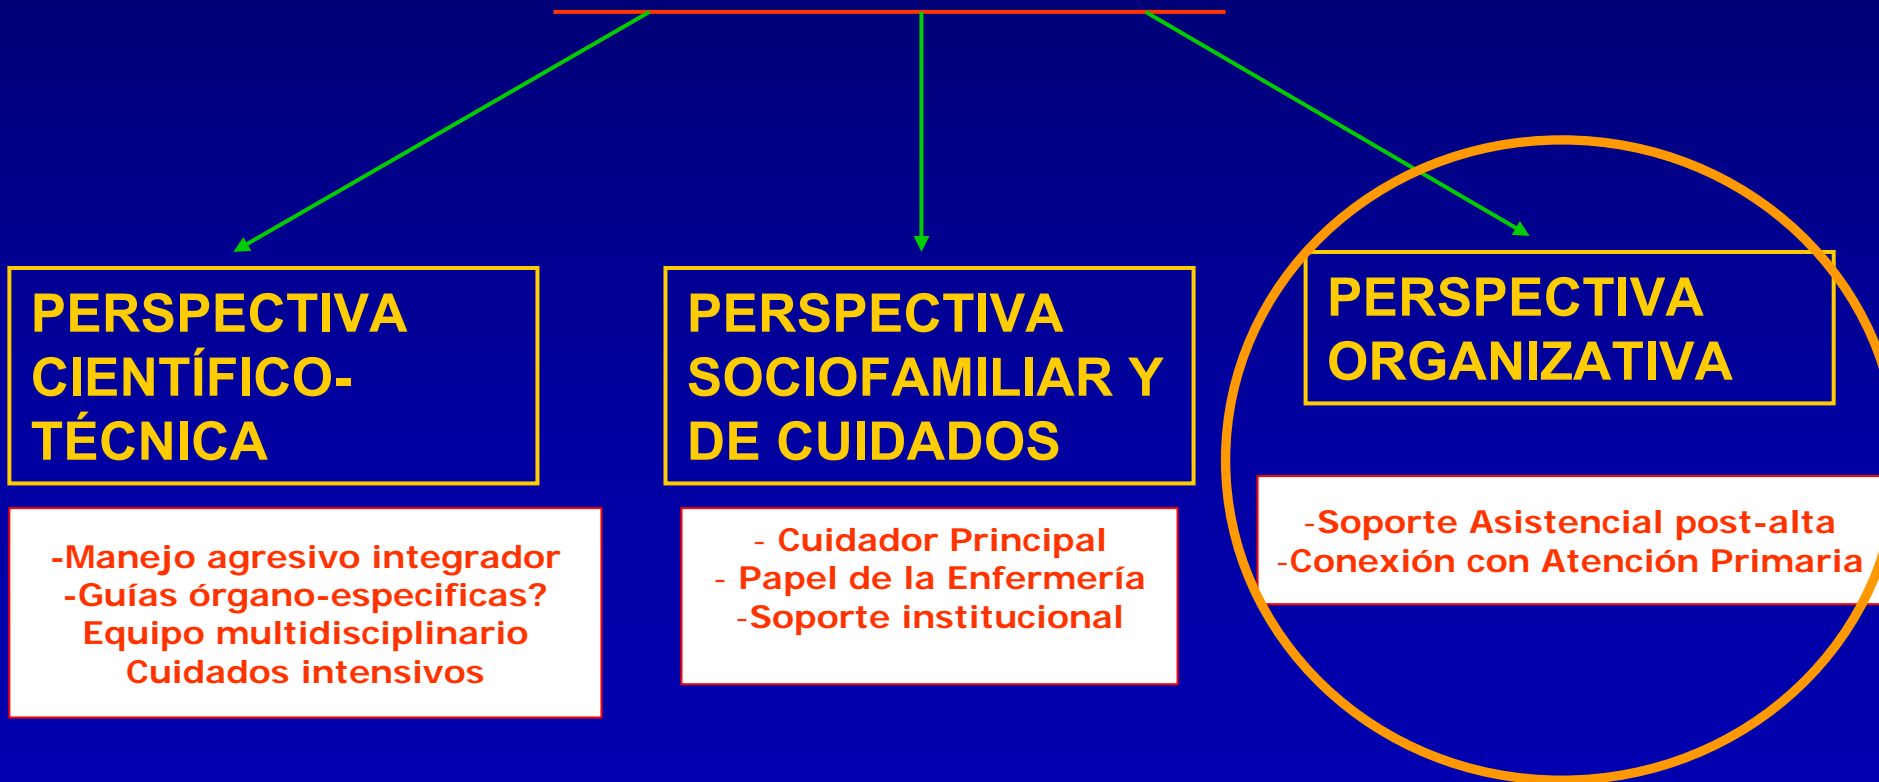 PERSPECTIVA
CIENTÍFICO-
TÉCNICA
-Manejo agresivo integrador
-Guías órgano-especificas?
Equipo multidisciplinario
Cuidados intensivos
PERSPECTIVA
SOCIOFAMILIAR Y
DE CUIDADOS
- Cuidador Principal
- Papel de la Enfermería
-Soporte institucional
PERSPECTIVA
ORGANIZATIVA
-Soporte Asistencial post-alta
-Conexión con Atención Primaria